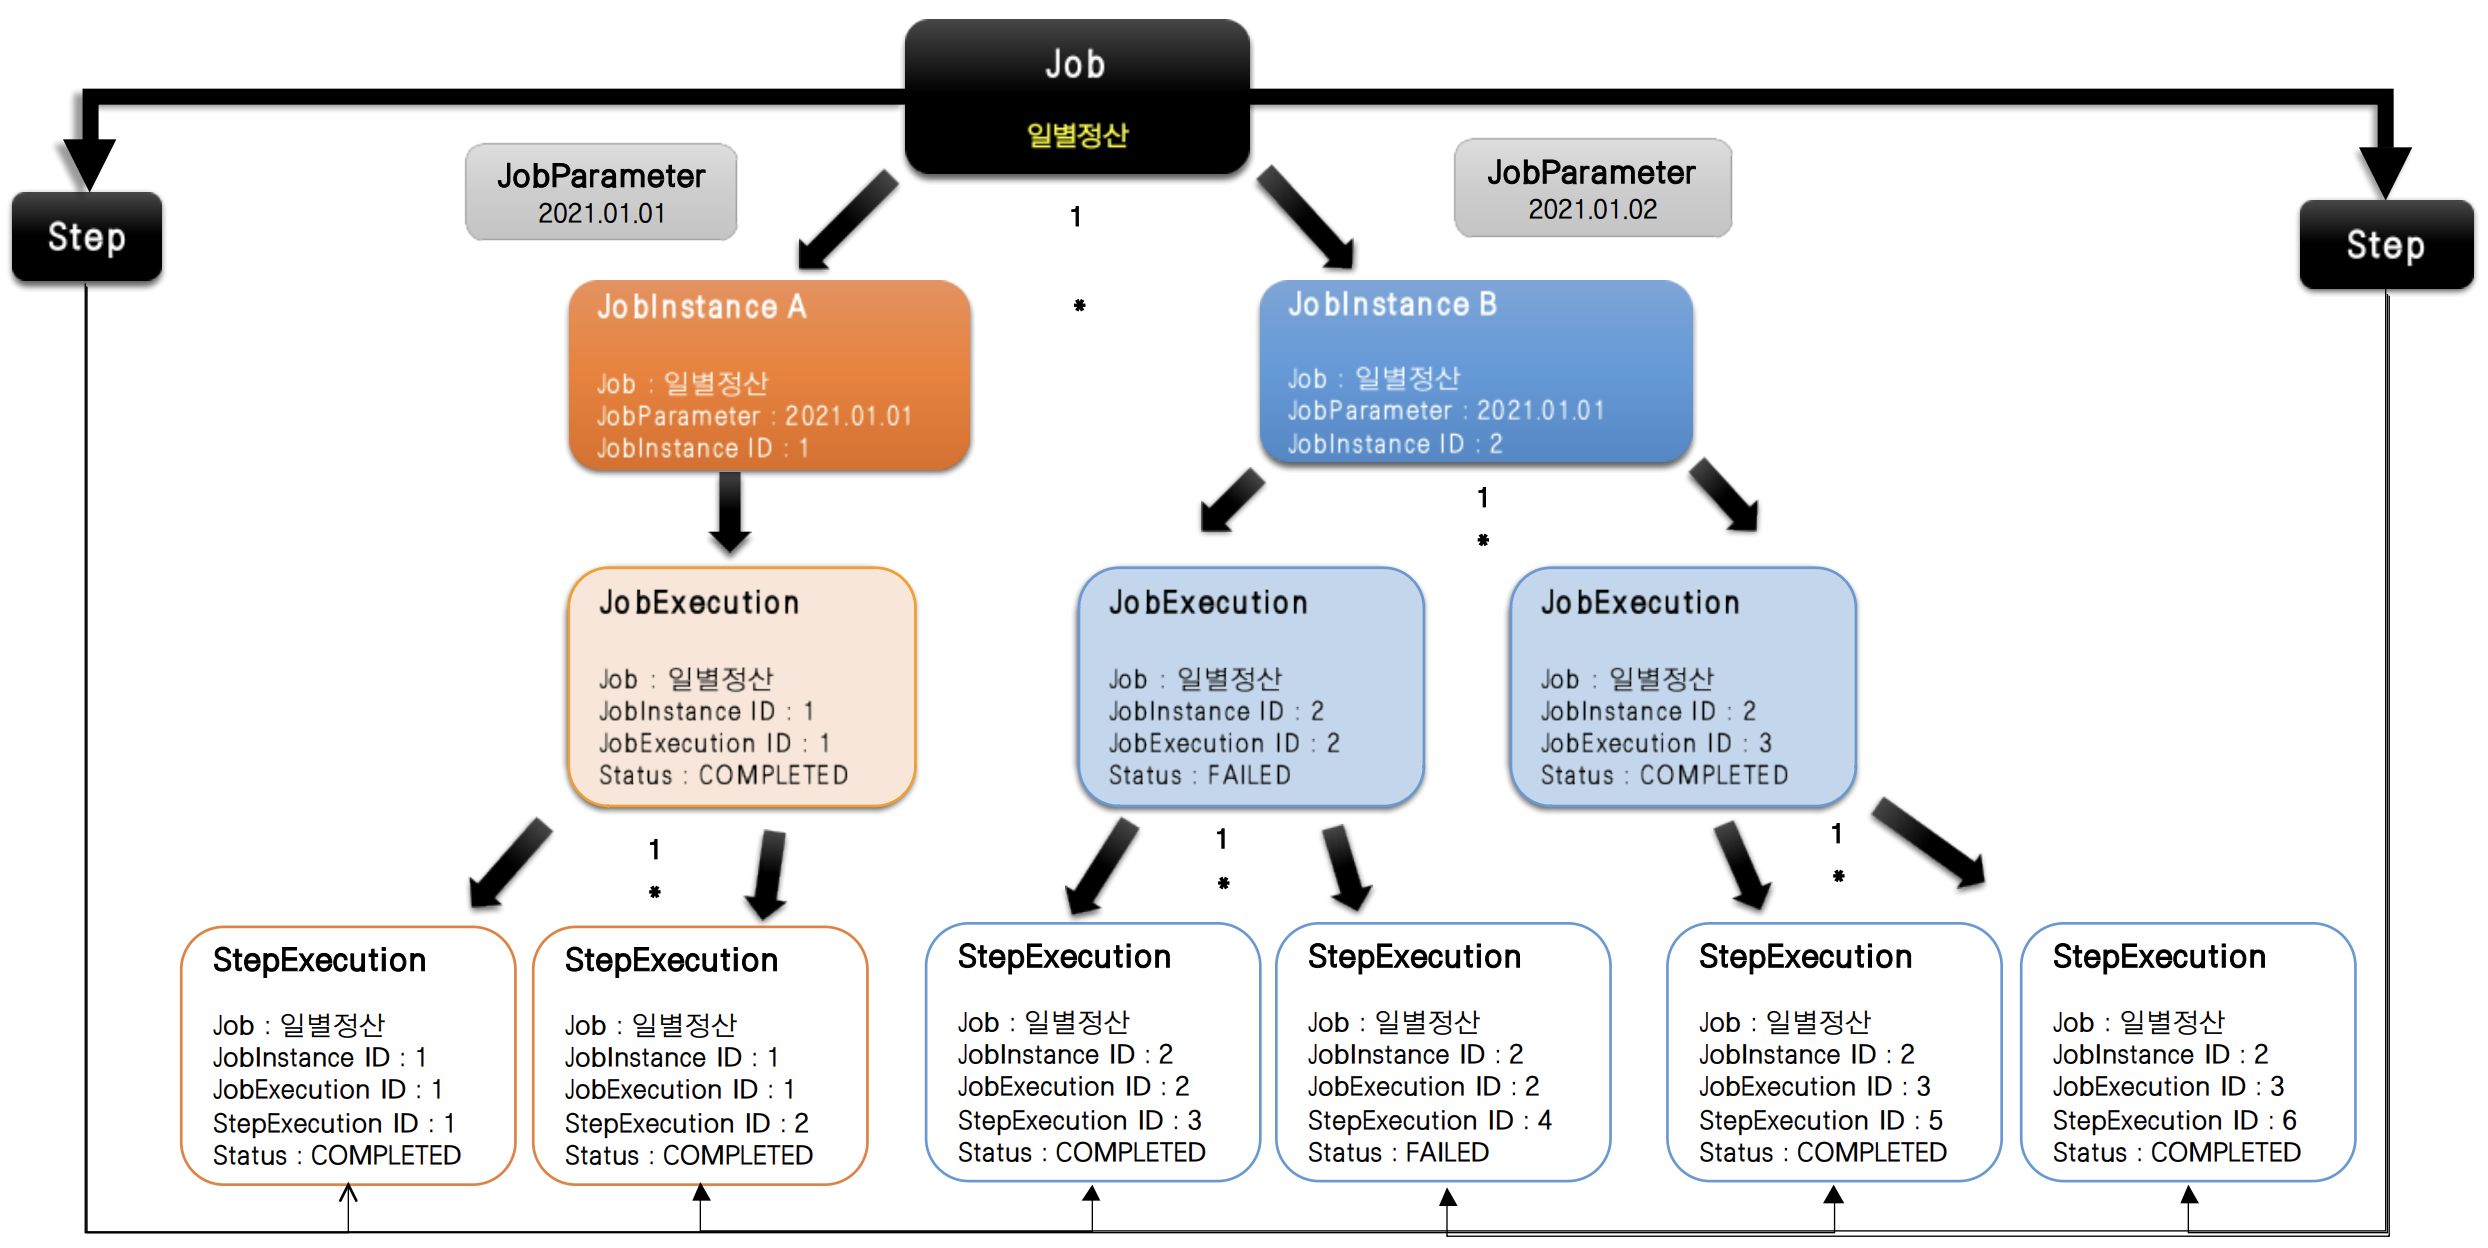 Job
일별정산
JobParameter
2021.01.01
JobParameter
2021.01.02
Step
Step
1
*
JobInstance A
Job : 일별정산
JobParameter : 2021.01.01
JobInstance ID : 1
JobInstance B
Job : 일별정산
JobParameter : 2021.01.01
JobInstance ID : 2
1
*
JobExecution
Job : 일별정산
JobInstance ID : 1
JobExecution ID : 1
Status : COMPLETED
JobExecution
Job : 일별정산
JobInstance ID : 2
JobExecution ID : 2
Status : FAILED
JobExecution
Job : 일별정산
JobInstance ID : 2
JobExecution ID : 3
Status : COMPLETED
1
*
1
*
1
*
StepExecution
Job : 일별정산
JobInstance ID : 1
JobExecution ID : 1
StepExecution ID : 1
Status : COMPLETED
StepExecution
Job : 일별정산
JobInstance ID : 1
JobExecution ID : 1
StepExecution ID : 2
Status : COMPLETED
StepExecution
Job : 일별정산
JobInstance ID : 2
JobExecution ID : 2
StepExecution ID : 3
Status : COMPLETED
StepExecution
Job : 일별정산
JobInstance ID : 2
JobExecution ID : 2
StepExecution ID : 4
Status : FAILED
StepExecution
Job : 일별정산
JobInstance ID : 2
JobExecution ID : 3
StepExecution ID : 5
Status : COMPLETED
StepExecution
Job : 일별정산
JobInstance ID : 2
JobExecution ID : 3
StepExecution ID : 6
Status : COMPLETED